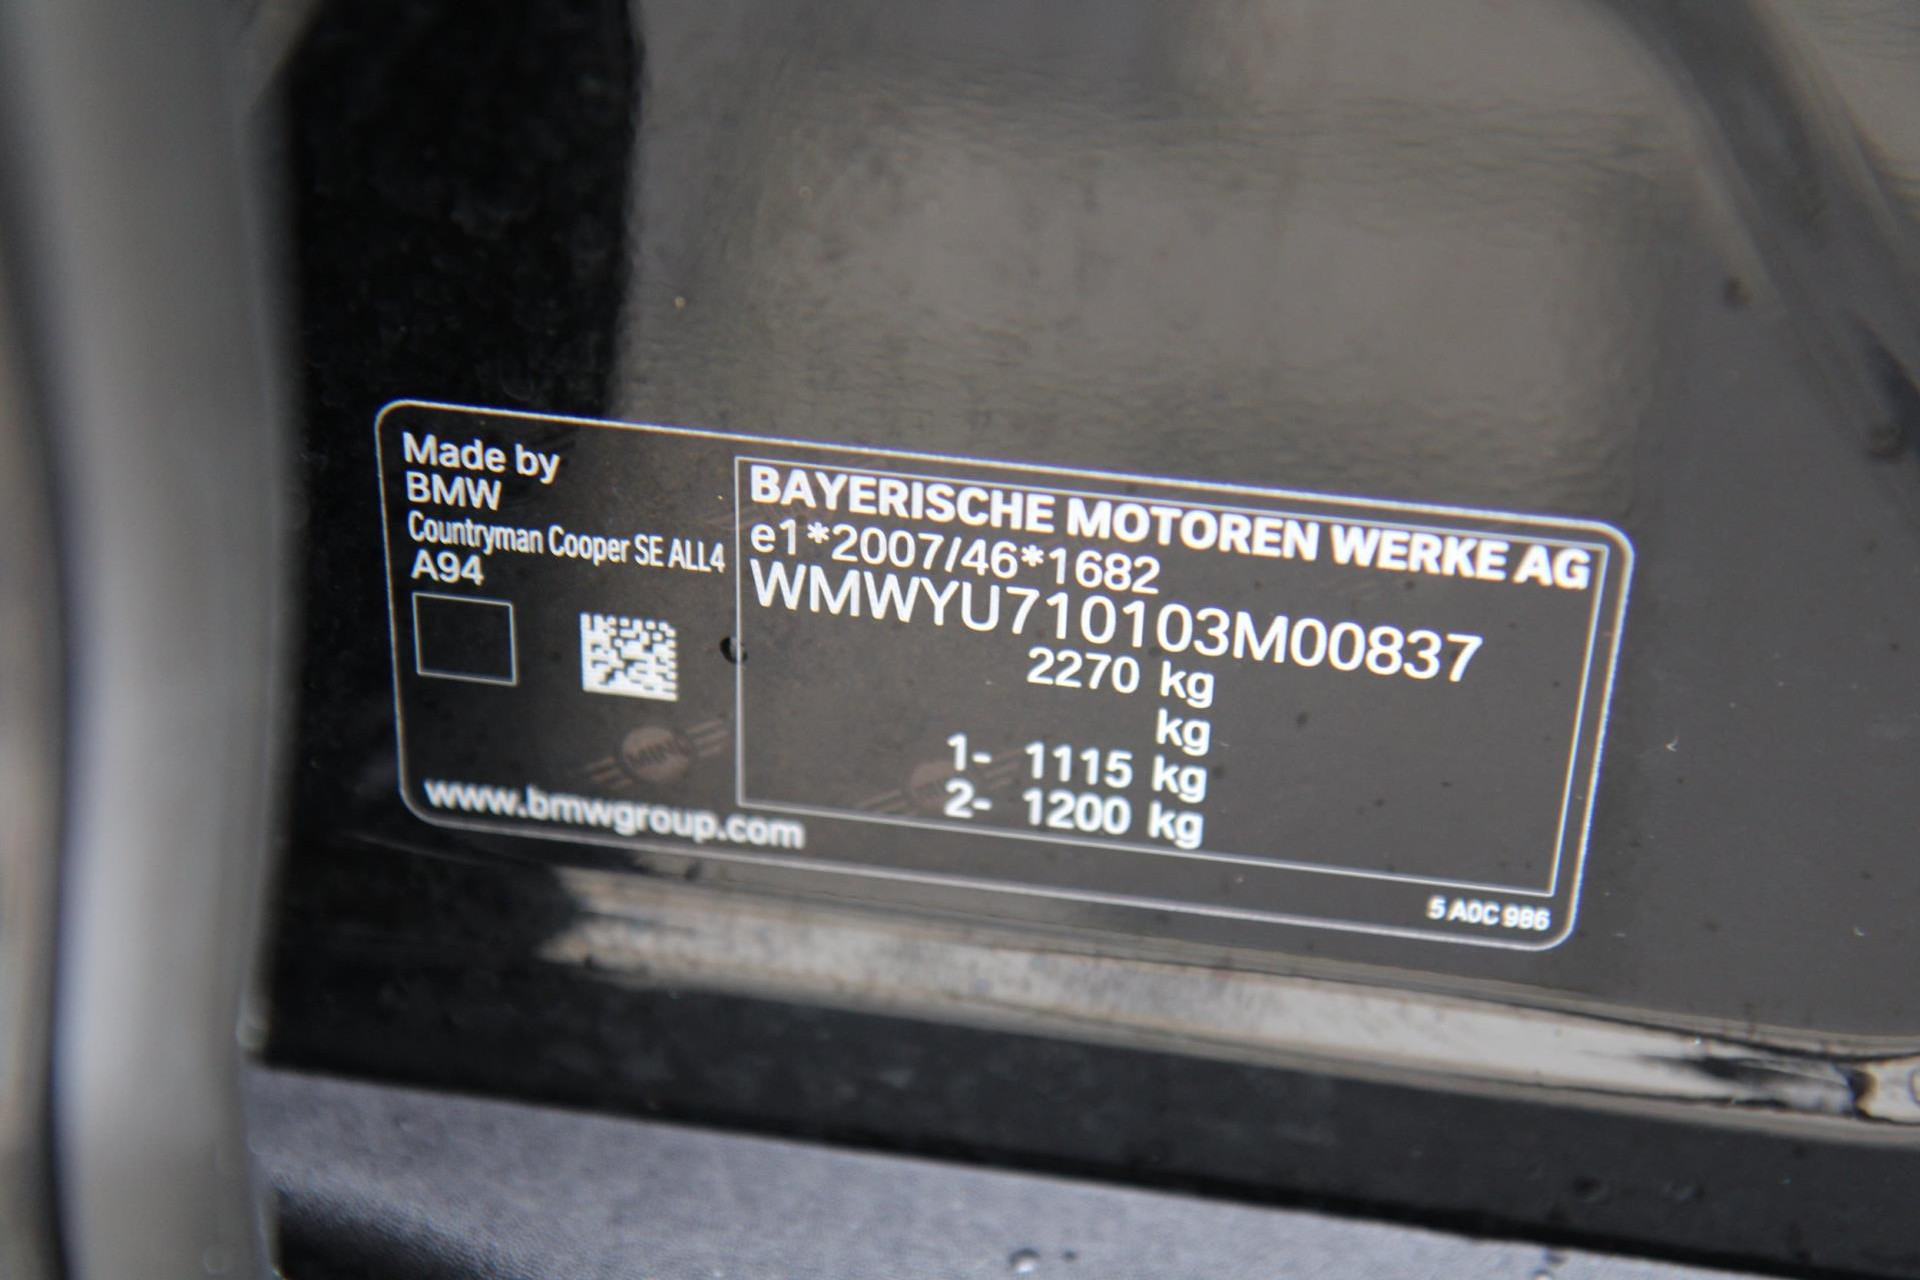 Made by
BMW
Countryman Cooper SE ALL4
A94
www.bmwgroup.com
BAYERISCHE MOTOREN WERKE AG
e1*2007/46*1682
WMWYU710103M00837
2270 kg
kg
1- 1115 kg
2- 1200 kg
5 A0C 986
MINI